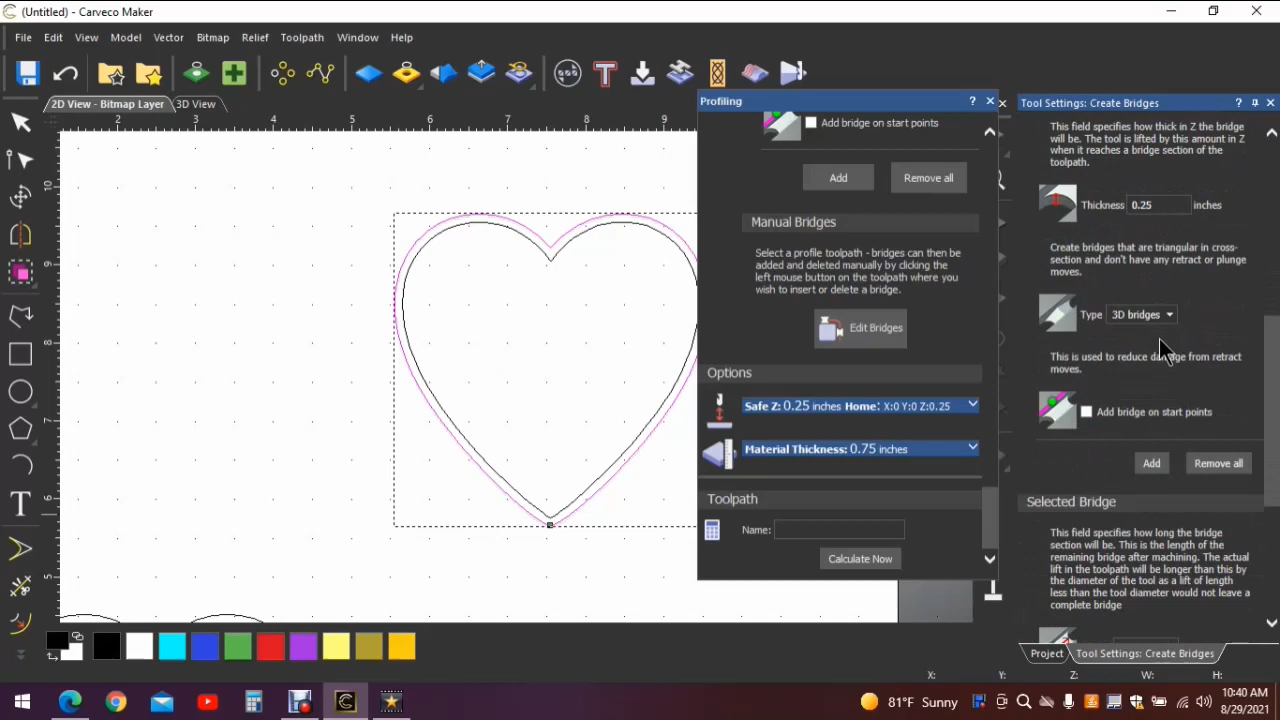 (Untitled) - Carveco Maker
File Edit View Model Vector Bitmap Relief Toolpath Window Help
2D View - Bitmap Layer 3D View
2 3 4 5 6 7 8 9
10
9
8
7
6
5
Profiling
Add bridge on start points
Add Remove all
Manual Bridges
Select a profile toolpath - bridges can then be
added and deleted manually by clicking the
left mouse button on the toolpath where you
wish to insert or delete a bridge.
Edit Bridges
Options
Safe Z: 0.25 inches Home: X:0 Y:0 Z:0.25
Material Thickness: 0.75 inches
Toolpath
Name:
Calculate Now
Tool Settings: Create Bridges
This field specifies how thick in Z the bridge
will be. The tool is lifted by this amount in Z
when it reaches a bridge section of the
toolpath.
Thickness 0.25 inches
Create bridges that are triangular in cross-
section and don't have any retract or plunge
moves.
Type 3D bridges
This is used to reduce damage from retract
moves.
Add bridge on start points
Add Remove all
Selected Bridge
This field specifies how long the bridge
section will be. This is the length of the
remaining bridge after machining. The actual
lift in the toolpath will be longer than this by
the diameter of the tool as a lift of length
less than the tool diameter would not leave a
complete bridge
Project Tool Settings: Create Bridges
X: Y: Z: W: H:
81°F Sunny
10:40 AM
8/29/2021